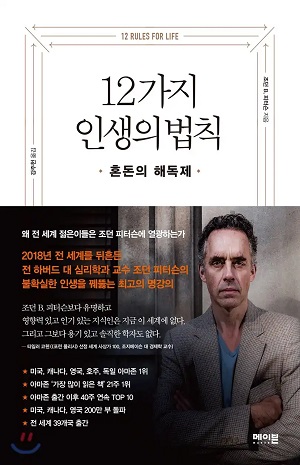 12 RULES FOR LIFE
12가지
인생의 법칙
• 혼돈의 해독제 •
조던 B. 피터슨 지음
강주헌 옮김
왜 전 세계 젊은이들은 조던 피터슨에 열광하는가
2018년 전 세계를 뒤흔든
전 하버드 대 심리학과 교수 조던 피터슨의
불확실한 인생을 꿰뚫는 최고의 명강의
조던 B. 피터슨보다 유명하고
영향력 있고 인기 있는 지식인은 지금 이 세계에 없다.
그리고 그보다 용기 있고 솔직한 학자도 없다.
★ 미국, 캐나다, 영국, 호주, 독일 아마존 1위
★ 아마존 ‘가장 많이 읽은 책’ 21주 1위
★ 아마존 출간 이후 40주 연속 TOP 10
★ 미국, 캐나다, 영국 200만 부 돌파
★ 전 세계 39개국 출간
메이븐
YES24